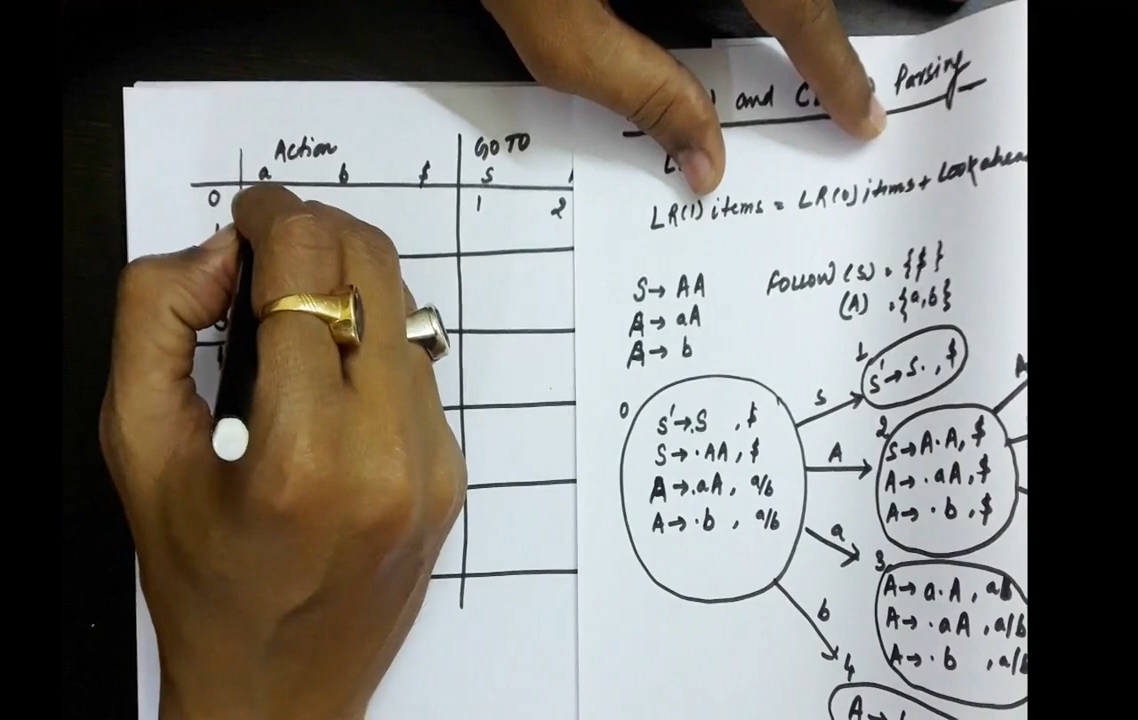 Action GOTO
a b $ S
0 1 2
and Parsing
LR(1) items = LR(0) items + Lookahea
S→ AA FOLLOW(S) = {$}
A→ aA (A) = {a,b}
A→ b
0
S'→.S , $
S→ .AA, $
A→.aA, a/b
A→ .b , a/b
S
A
a
b
1
S'→S. , $
2
S→A.A, $
A→ .aA,$
A→ .b ,$
3
A→ a.A, ab
A→ .aA ,a/b
A→ .b ,a/b
4
A→
A